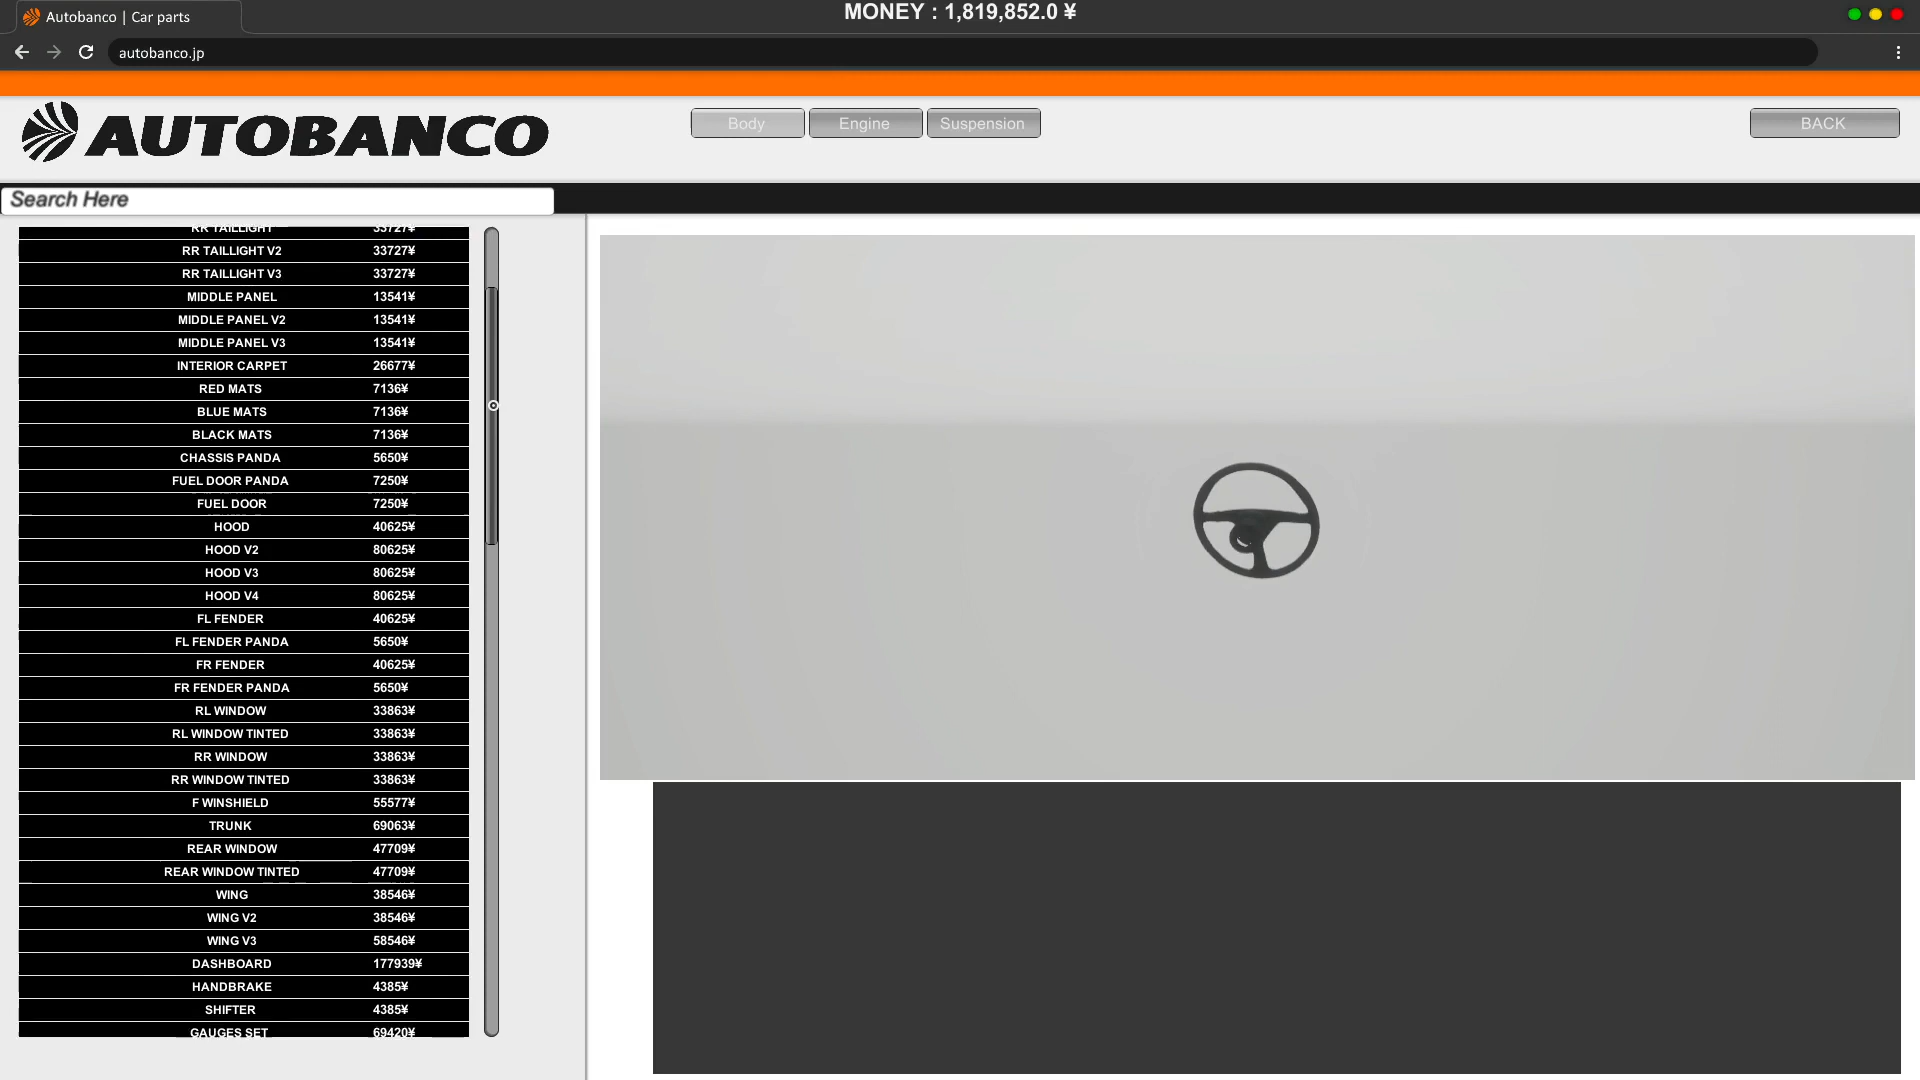 Autobanco | Car parts
MONEY : 1,819,852.0 ¥
autobanco.jp
AUTOBANCO
Body
Engine
Suspension
BACK
Search Here
RR TAILLIGHT 33727¥
RR TAILLIGHT V2 33727¥
RR TAILLIGHT V3 33727¥
MIDDLE PANEL 13541¥
MIDDLE PANEL V2 13541¥
MIDDLE PANEL V3 13541¥
INTERIOR CARPET 26677¥
RED MATS 7136¥
BLUE MATS 7136¥
BLACK MATS 7136¥
CHASSIS PANDA 5650¥
FUEL DOOR PANDA 7250¥
FUEL DOOR 7250¥
HOOD 40625¥
HOOD V2 80625¥
HOOD V3 80625¥
HOOD V4 80625¥
FL FENDER 40625¥
FL FENDER PANDA 5650¥
FR FENDER 40625¥
FR FENDER PANDA 5650¥
RL WINDOW 33863¥
RL WINDOW TINTED 33863¥
RR WINDOW 33863¥
RR WINDOW TINTED 33863¥
F WINSHIELD 55577¥
TRUNK 69063¥
REAR WINDOW 47709¥
REAR WINDOW TINTED 47709¥
WING 38546¥
WING V2 38546¥
WING V3 58546¥
DASHBOARD 177939¥
HANDBRAKE 4385¥
SHIFTER 4385¥
GAUGES SET 69420¥